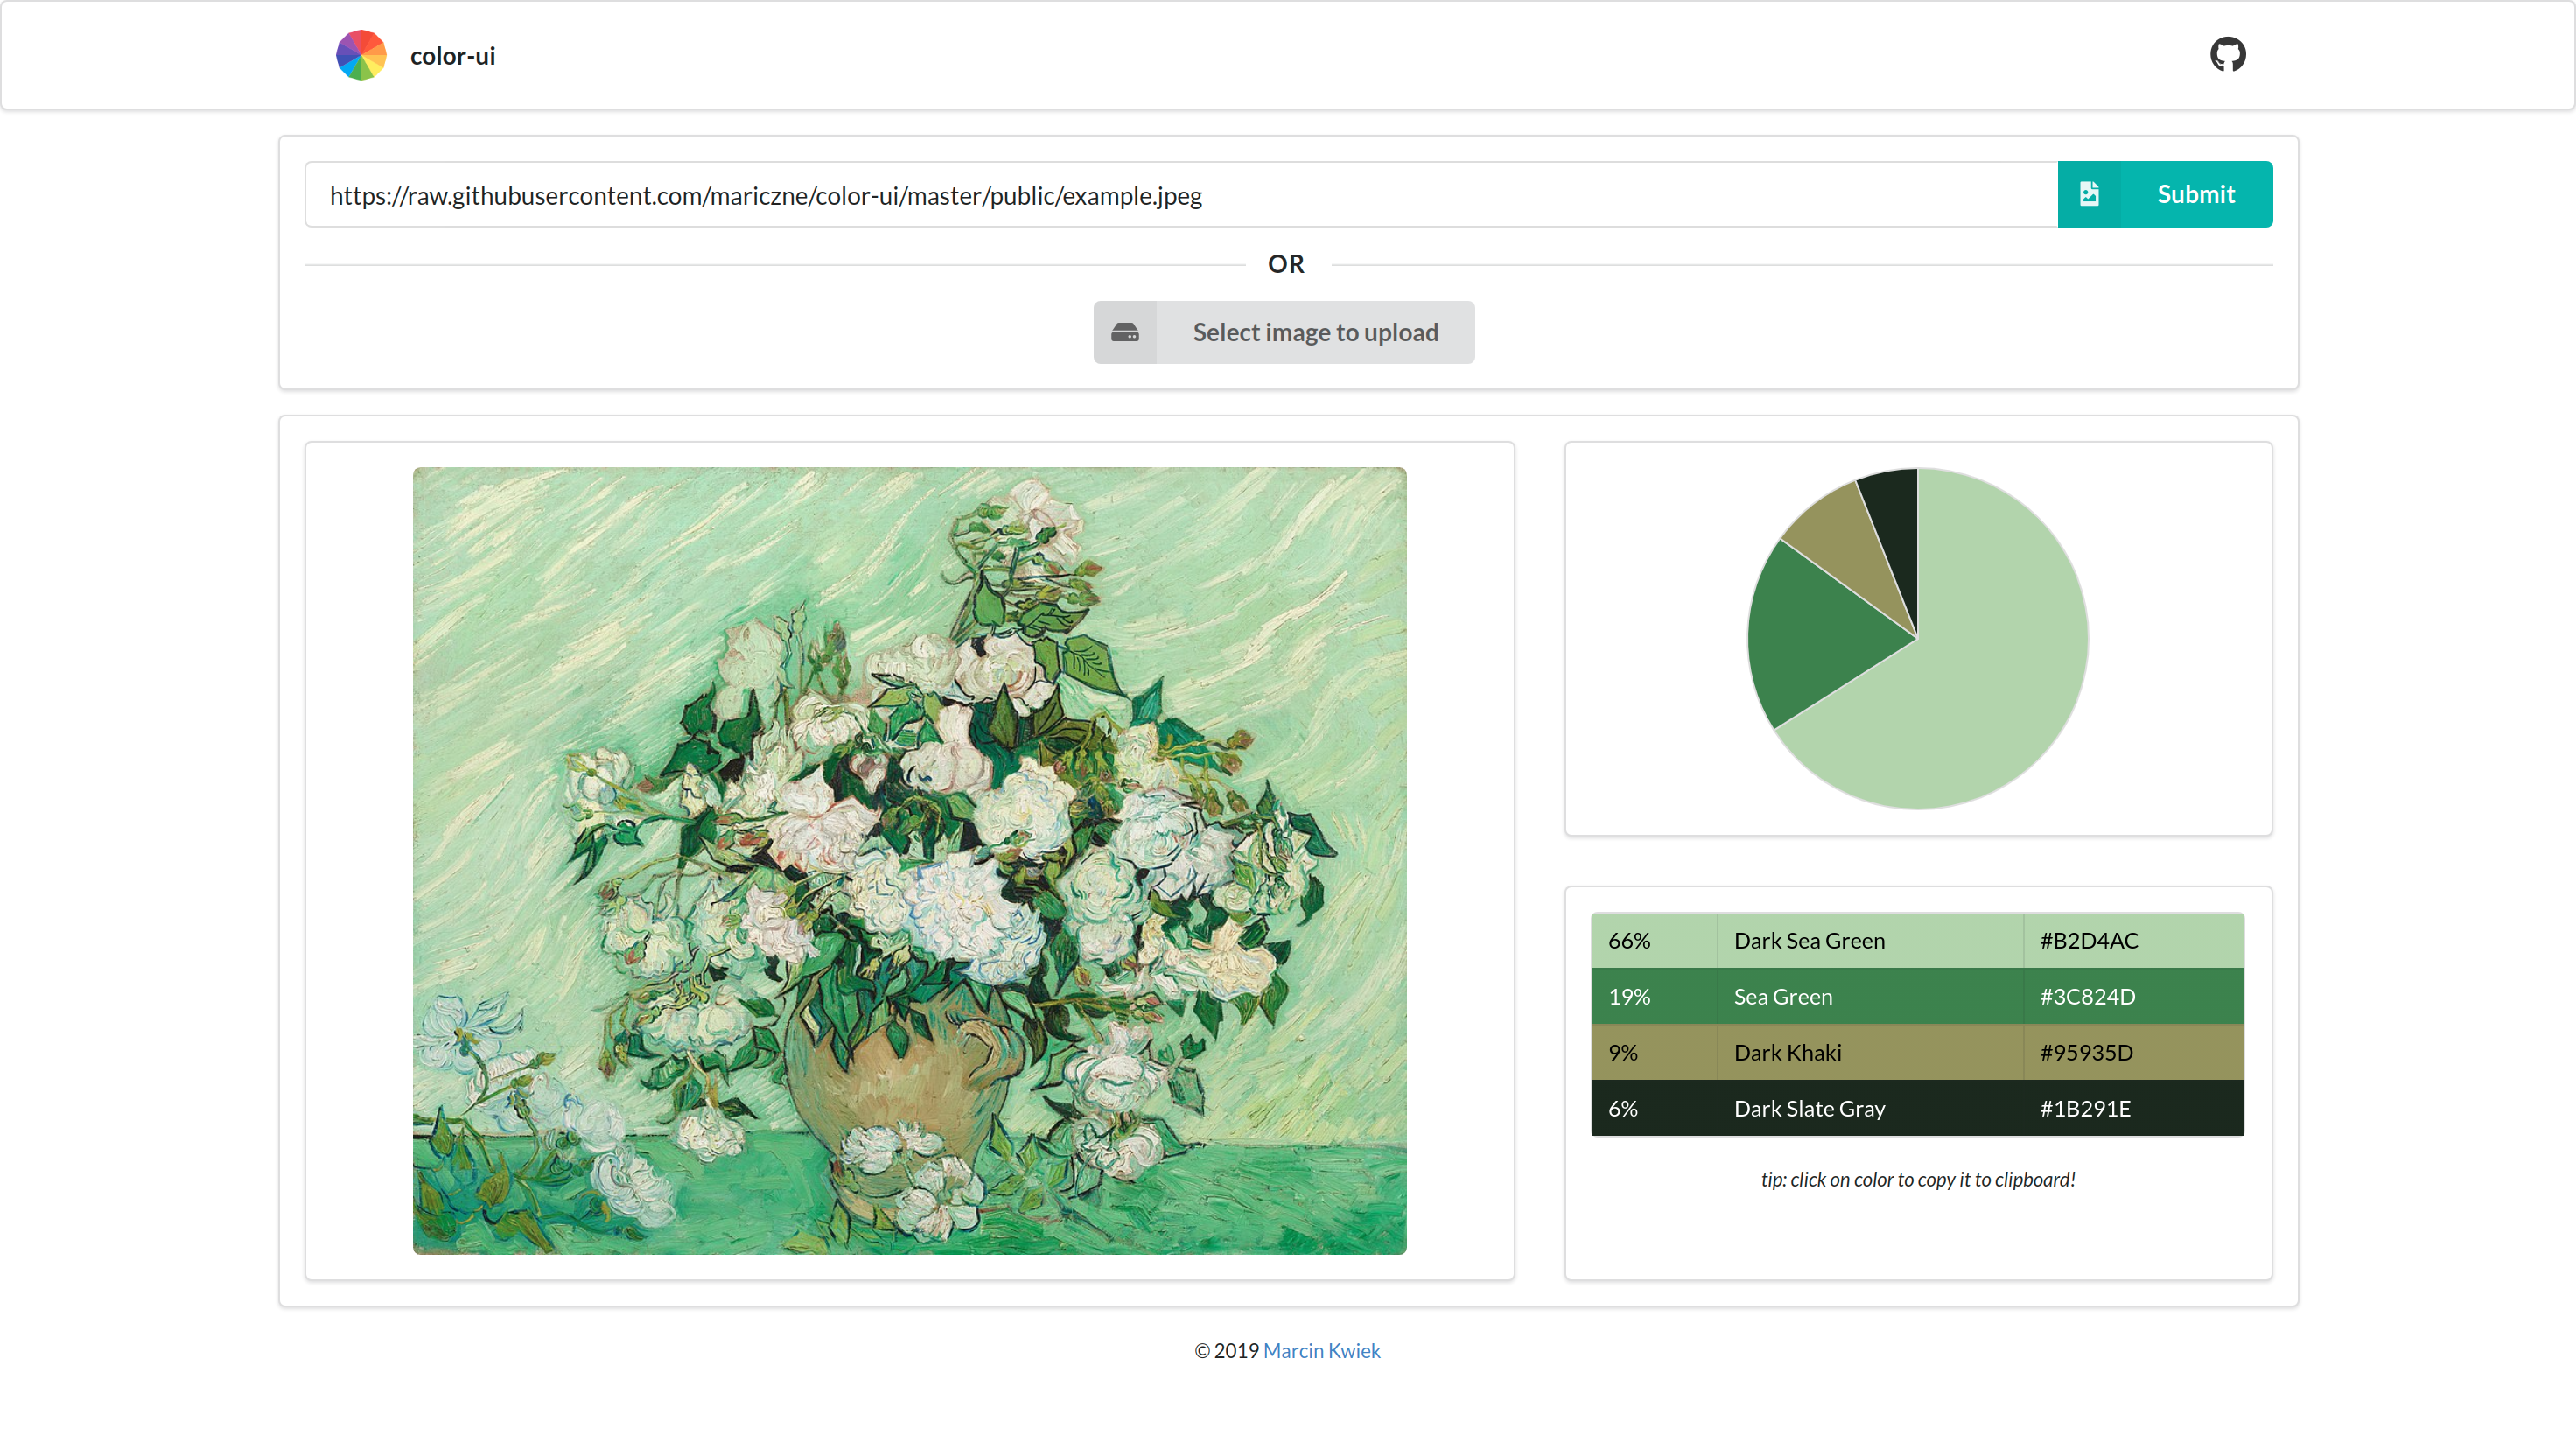 color-ui
https://raw.githubusercontent.com/mariczne/color-ui/master/public/example.jpeg
Submit
OR
Select image to upload
66% Dark Sea Green #B2D4AC
19% Sea Green #3C824D
9% Dark Khaki #95935D
6% Dark Slate Gray #1B291E
tip: click on color to copy it to clipboard!
© 2019 Marcin Kwiek